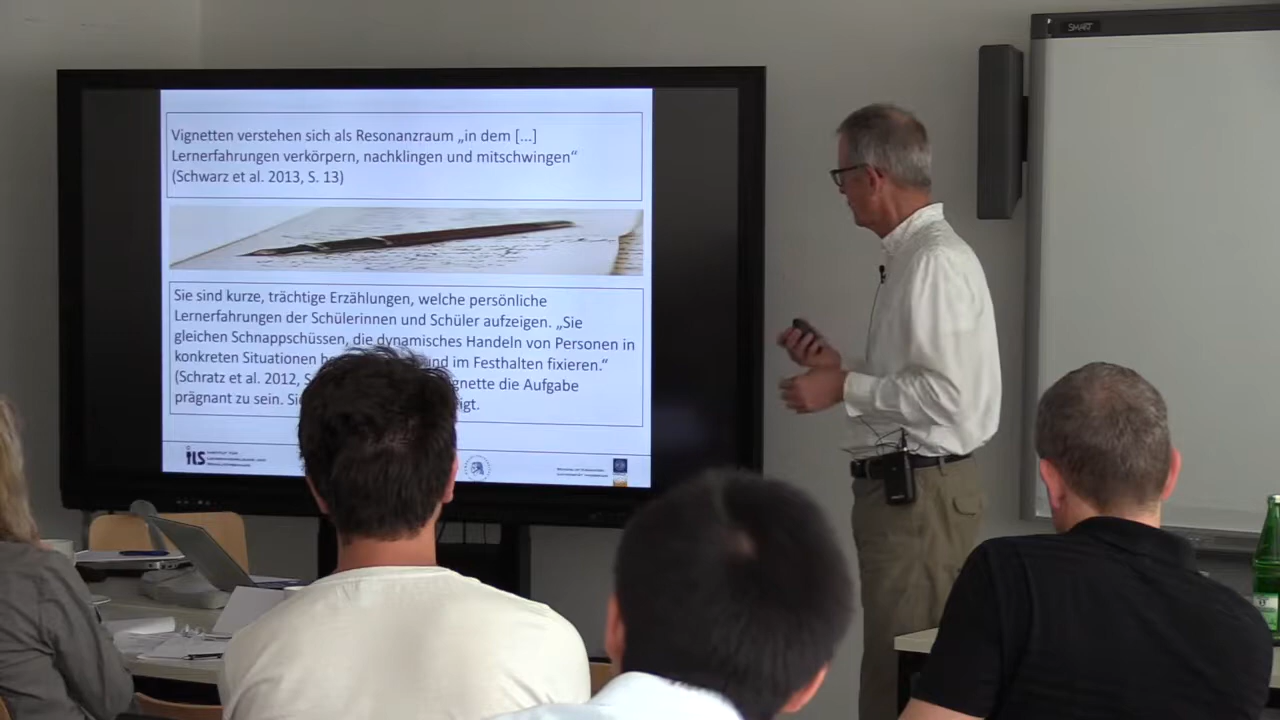 SMART
Vignetten verstehen sich als Resonanzraum „in dem [...]
Lernerfahrungen verkörpern, nachklingen und mitschwingen“
(Schwarz et al. 2013, S. 13)
Sie sind kurze, trächtige Erzählungen, welche persönliche
Lernerfahrungen der Schülerinnen und Schüler aufzeigen. „Sie
gleichen Schnappschüssen, die dynamisches Handeln von Personen in
konkreten Situationen und im Festhalten fixieren.“
(Schratz et al. 2012, die Aufgabe
prägnant zu sein.
ILS